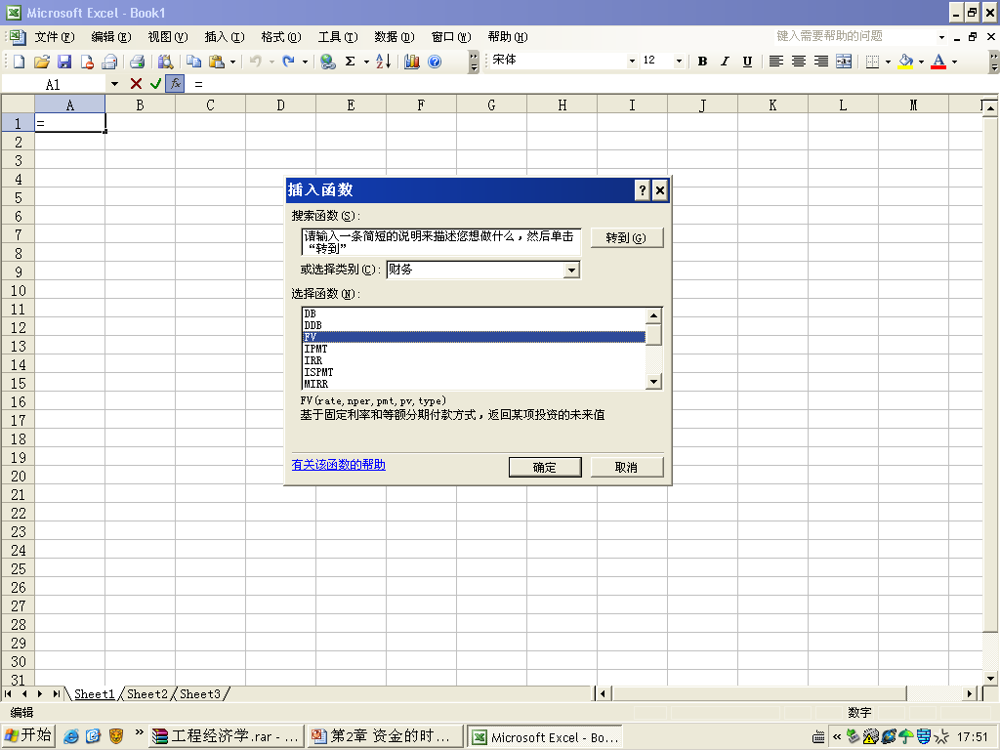 Microsoft Excel - Book1
文件(F) 编辑(E) 视图(V) 插入(I) 格式(O) 工具(T) 数据(D) 窗口(W) 帮助(H) 键入需要帮助的问题
宋体 12 B I U
A1 fx =
A B C D E F G H I J K L M
1 =
2
3
4
5
6
7
8
9
10
11
12
13
14
15
16
17
18
19
20
21
22
23
24
25
26
27
28
29
30
31
插入函数
搜索函数(S):
请输入一条简短的说明来描述您想做什么，然后单击
“转到”
转到(G)
或选择类别(C): 财务
选择函数(N):
DB
DDB
FV
IPMT
IRR
ISPMT
MIRR
FV(rate,nper,pmt,pv,type)
基于固定利率和等额分期付款方式，返回某项投资的未来值
有关该函数的帮助 确定 取消
Sheet1 Sheet2 Sheet3
编辑 数字
开始 » 工程经济学.rar - ... 第2章 资金的时... Microsoft Excel - Bo... « 17:51